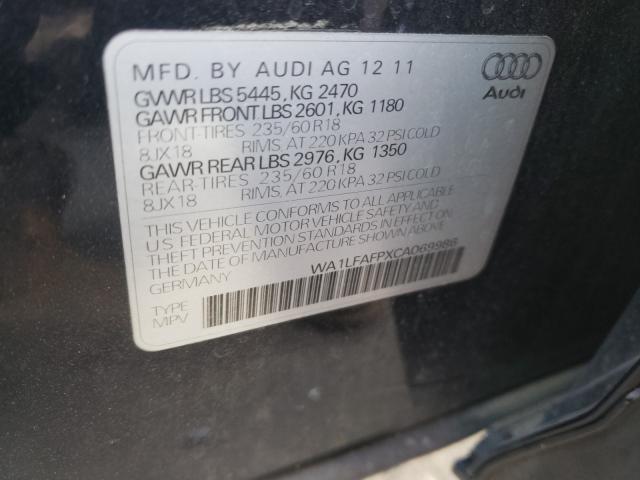 MFD. BY AUDI AG 12 11
GVWR LBS 5445, KG 2470
GAWR FRONT LBS 2601, KG 1180
FRONT-TIRES 235/60 R18
8JX18 RIMS, AT 220 KPA 32 PSI COLD
GAWR REAR LBS 2976, KG 1350
REAR-TIRES 235/60 R18
8JX18 RIMS, AT 220 KPA 32 PSI COLD
THIS VEHICLE CONFORMS TO ALL APPLICABLE
U.S. FEDERAL MOTOR VEHICLE SAFETY AND
THEFT PREVENTION STANDARDS IN EFFECT ON
THE DATE OF MANUFACTURE SHOWN ABOVE
GERMANY
WA1LFAFPXCA069986
TYPE
MPV
Audi